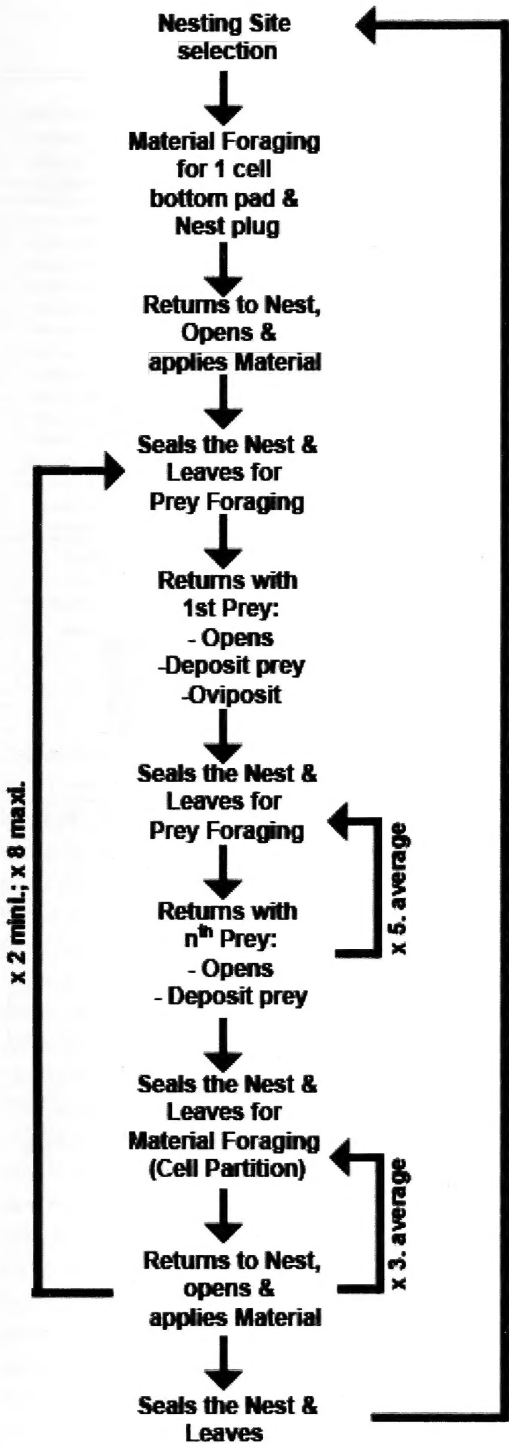 Nesting Site
selection
Material Foraging
for 1 cell
bottom pad &
Nest plug
Returns to Nest,
Opens &
applies Material
Seals the Nest &
Leaves for
Prey Foraging
Returns with
1st Prey:
- Opens
-Deposit prey
-Oviposit
Seals the Nest &
Leaves for
Prey Foraging
x 5. average
Returns with
nth Prey:
- Opens
- Deposit prey
Seals the Nest &
Leaves for
Material Foraging
(Cell Partition)
x 3. average
Returns to Nest,
opens &
applies Material
x 2 mini.; x 8 maxi.
Seals the Nest &
Leaves